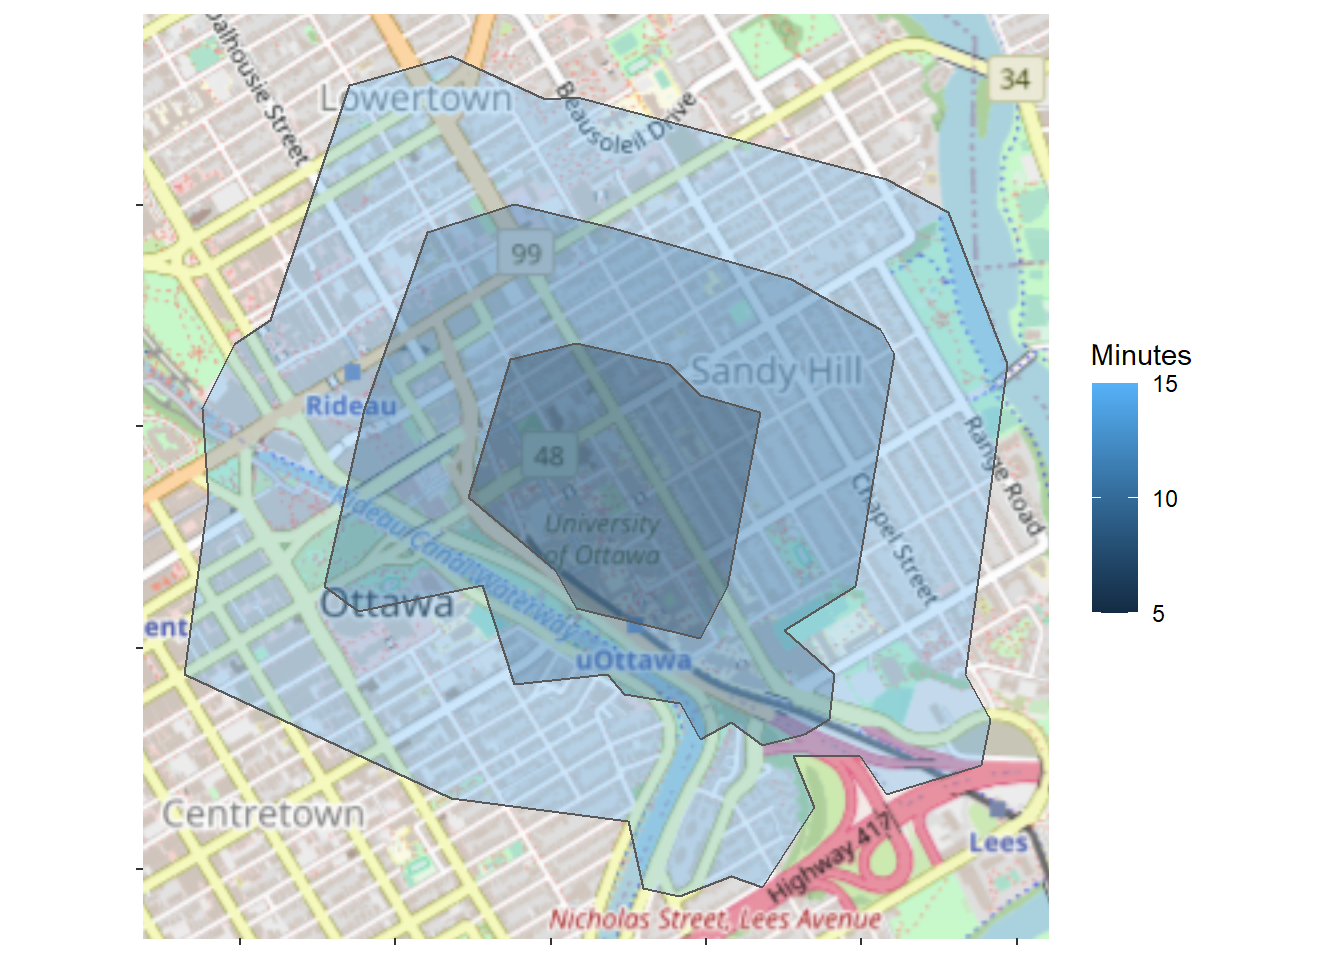 alhousie Street
Lowertown
Beausoleil Drive
34
99
Sandy Hill
Rideau
48
Range Road
Chapel Street
University
of Ottawa
Rideau Canal
waterway
Ottawa
ent
uOttawa
Centretown
Highway 417
Lees
Nicholas Street, Lees Avenue
Minutes
15
10
5